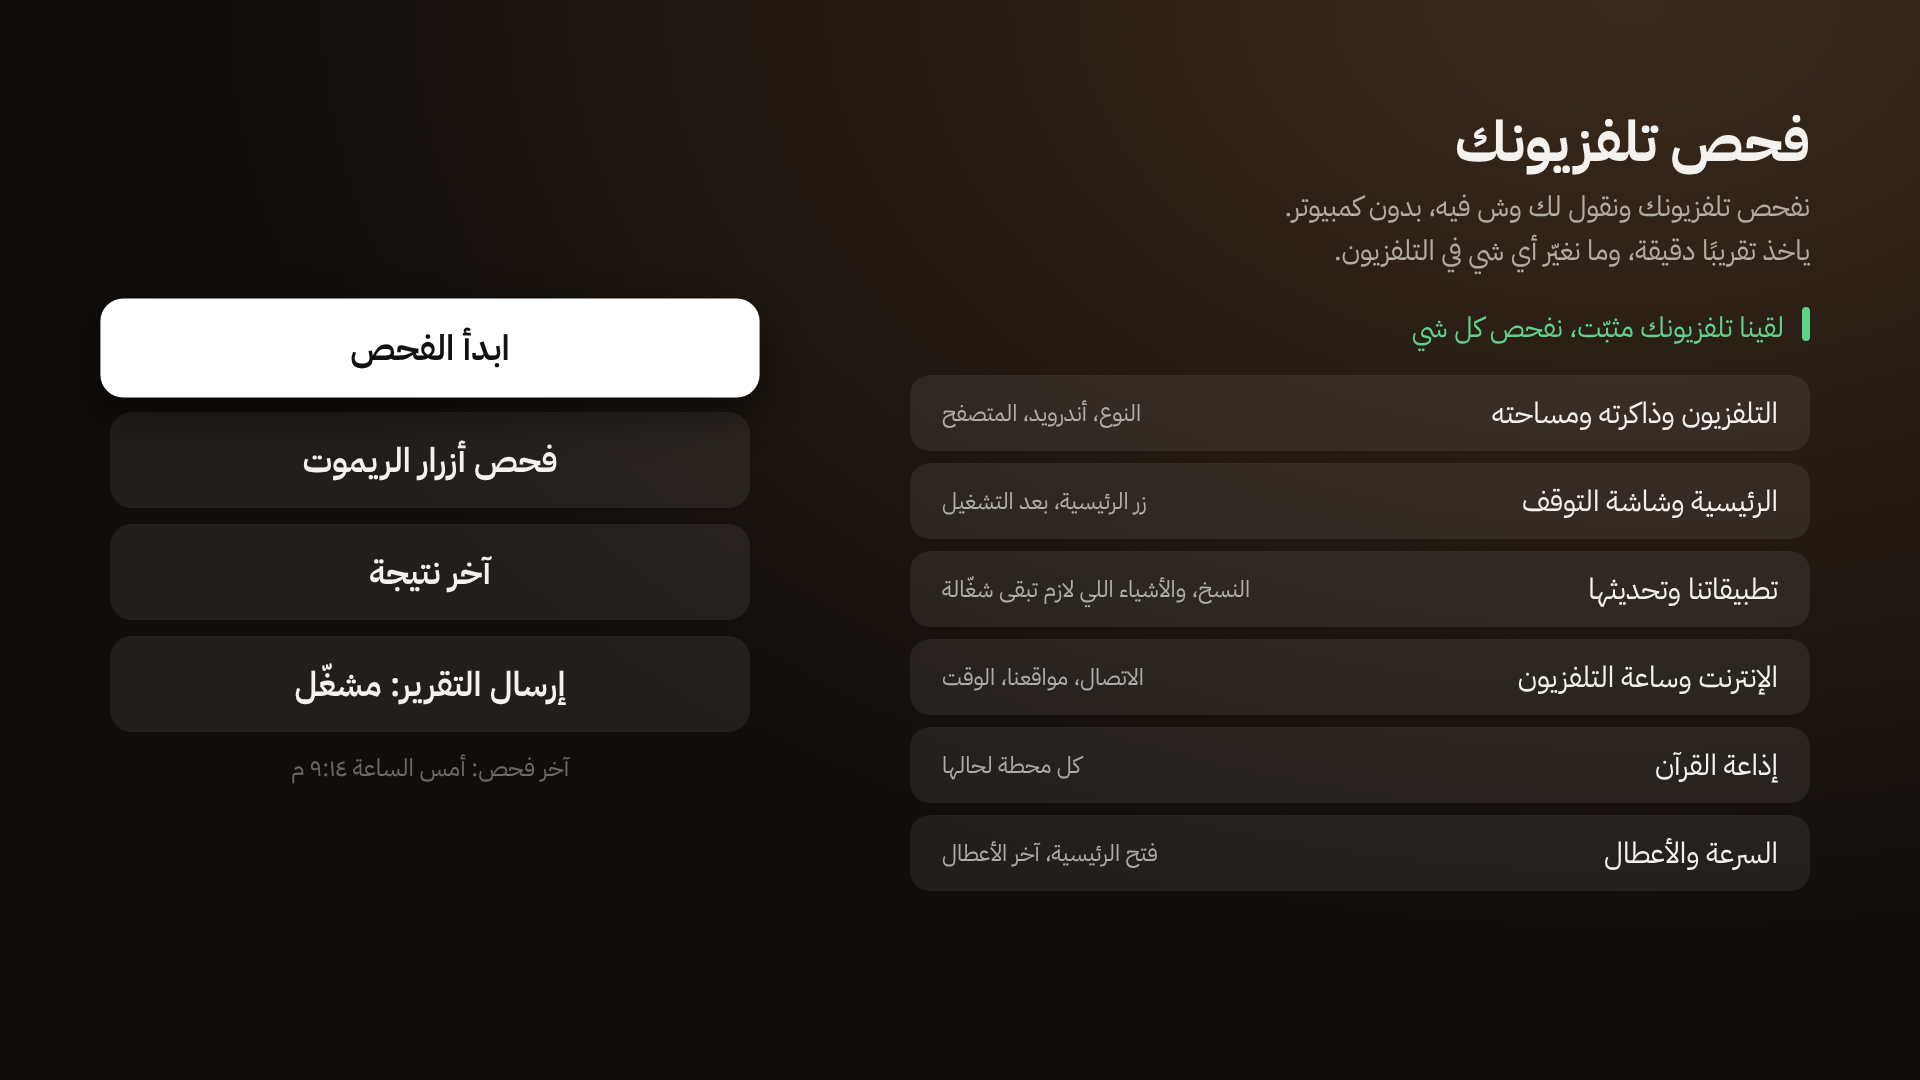 فحص تلفزيونك
نفحص تلفزيونك ونقول لك وش فيه، بدون كمبيوتر.
ياخذ تقريبًا دقيقة، وما نغيّر أي شي في التلفزيون.
لقينا تلفزيونك مثبّت، نفحص كل شي
التلفزيون وذاكرته ومساحته
النوع، أندرويد، المتصفح
الرئيسية وشاشة التوقف
زر الرئيسية، بعد التشغيل
تطبيقاتنا وتحديثها
النسخ، والأشياء اللي لازم تبقى شغّالة
الإنترنت وساعة التلفزيون
الاتصال، مواقعنا، الوقت
إذاعة القرآن
كل محطة لحالها
السرعة والأعطال
فتح الرئيسية، آخر الأعطال
ابدأ الفحص
فحص أزرار الريموت
آخر نتيجة
إرسال التقرير: مشغّل
آخر فحص: أمس الساعة ٩:١٤ م